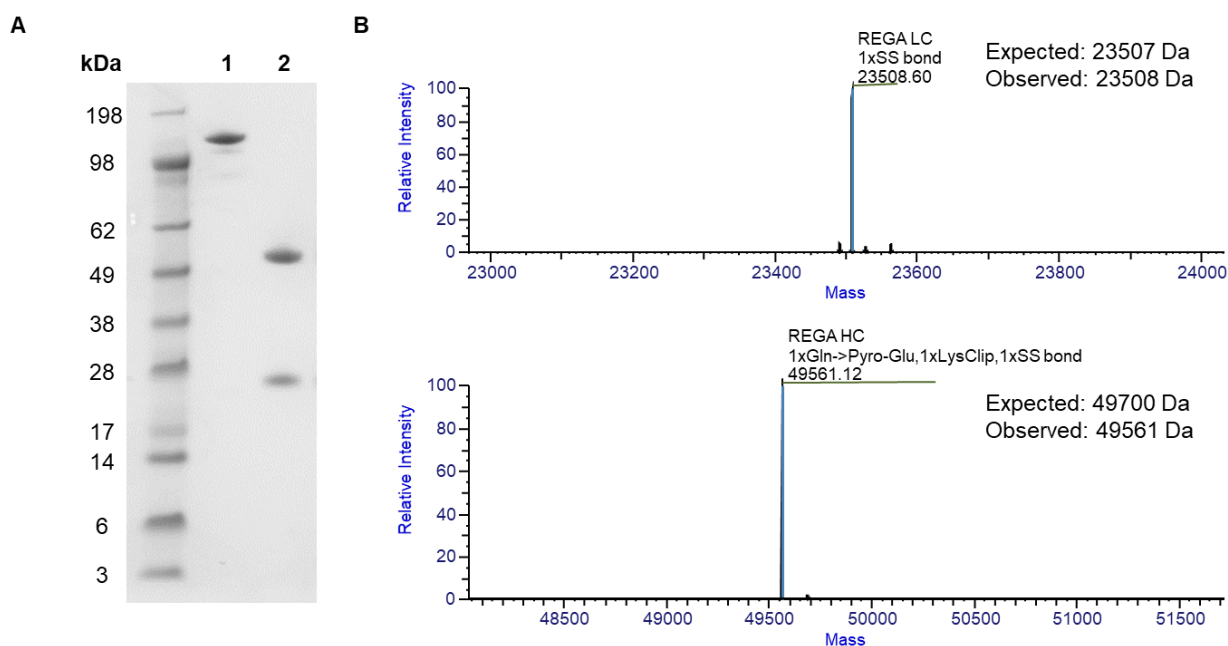 A
kDa 1 2
198
98
62
49
38
28
17
14
6
3
B
REGA LC
1xSS bond
23508.60
Expected: 23507 Da
Observed: 23508 Da
Relative Intensity
100
80
60
40
20
0
23000 23200 23400 23600 23800 24000
Mass
REGA HC
1xGln->Pyro-Glu,1xLysClip,1xSS bond
49561.12
Expected: 49700 Da
Observed: 49561 Da
Relative Intensity
100
80
60
40
20
0
48500 49000 49500 50000 50500 51000 51500
Mass